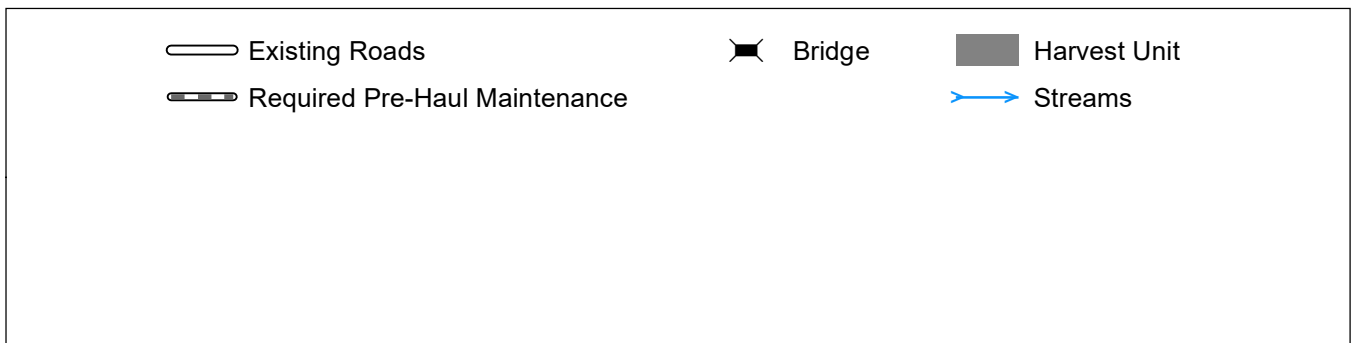 Existing Roads
Required Pre-Haul Maintenance
Bridge
Harvest Unit
Streams